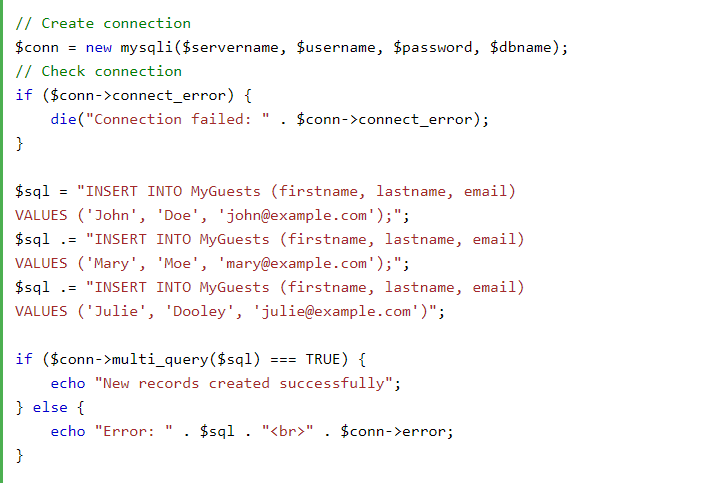 // Create connection
$conn = new mysqli($servername, $username, $password, $dbname);
// Check connection
if ($conn->connect_error) {
    die("Connection failed: " . $conn->connect_error);
}

$sql = "INSERT INTO MyGuests (firstname, lastname, email)
VALUES ('John', 'Doe', 'john@example.com');";
$sql .= "INSERT INTO MyGuests (firstname, lastname, email)
VALUES ('Mary', 'Moe', 'mary@example.com');";
$sql .= "INSERT INTO MyGuests (firstname, lastname, email)
VALUES ('Julie', 'Dooley', 'julie@example.com')";

if ($conn->multi_query($sql) === TRUE) {
    echo "New records created successfully";
} else {
    echo "Error: " . $sql . "<br>" . $conn->error;
}